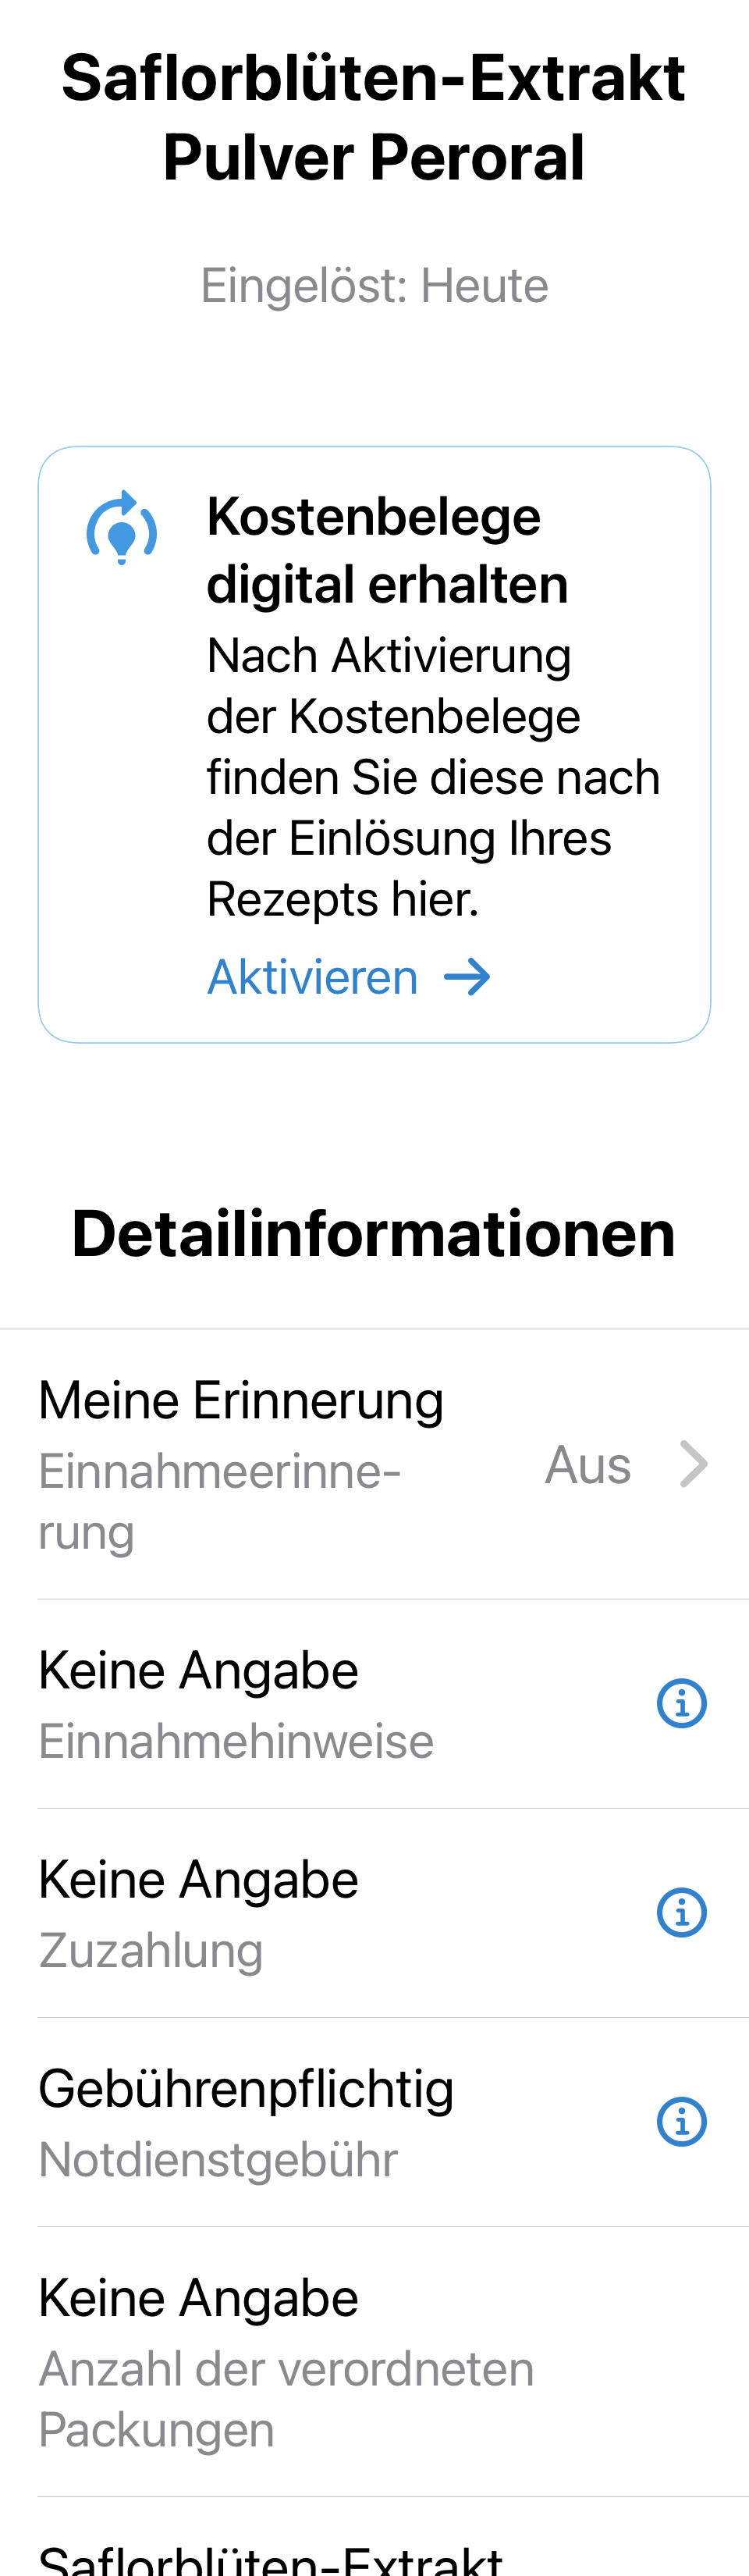 Saflorblüten-Extrakt
Pulver Peroral
Eingelöst: Heute
Kostenbelege
digital erhalten
Nach Aktivierung
der Kostenbelege
finden Sie diese nach
der Einlösung Ihres
Rezepts hier.
Aktivieren
Detailinformationen
Meine Erinnerung
Einnahmeerinne-
rung
Aus
Keine Angabe
Einnahmehinweise
Keine Angabe
Zuzahlung
Gebührenpflichtig
Notdienstgebühr
Keine Angabe
Anzahl der verordneten
Packungen
Saflorblüten-Extrakt